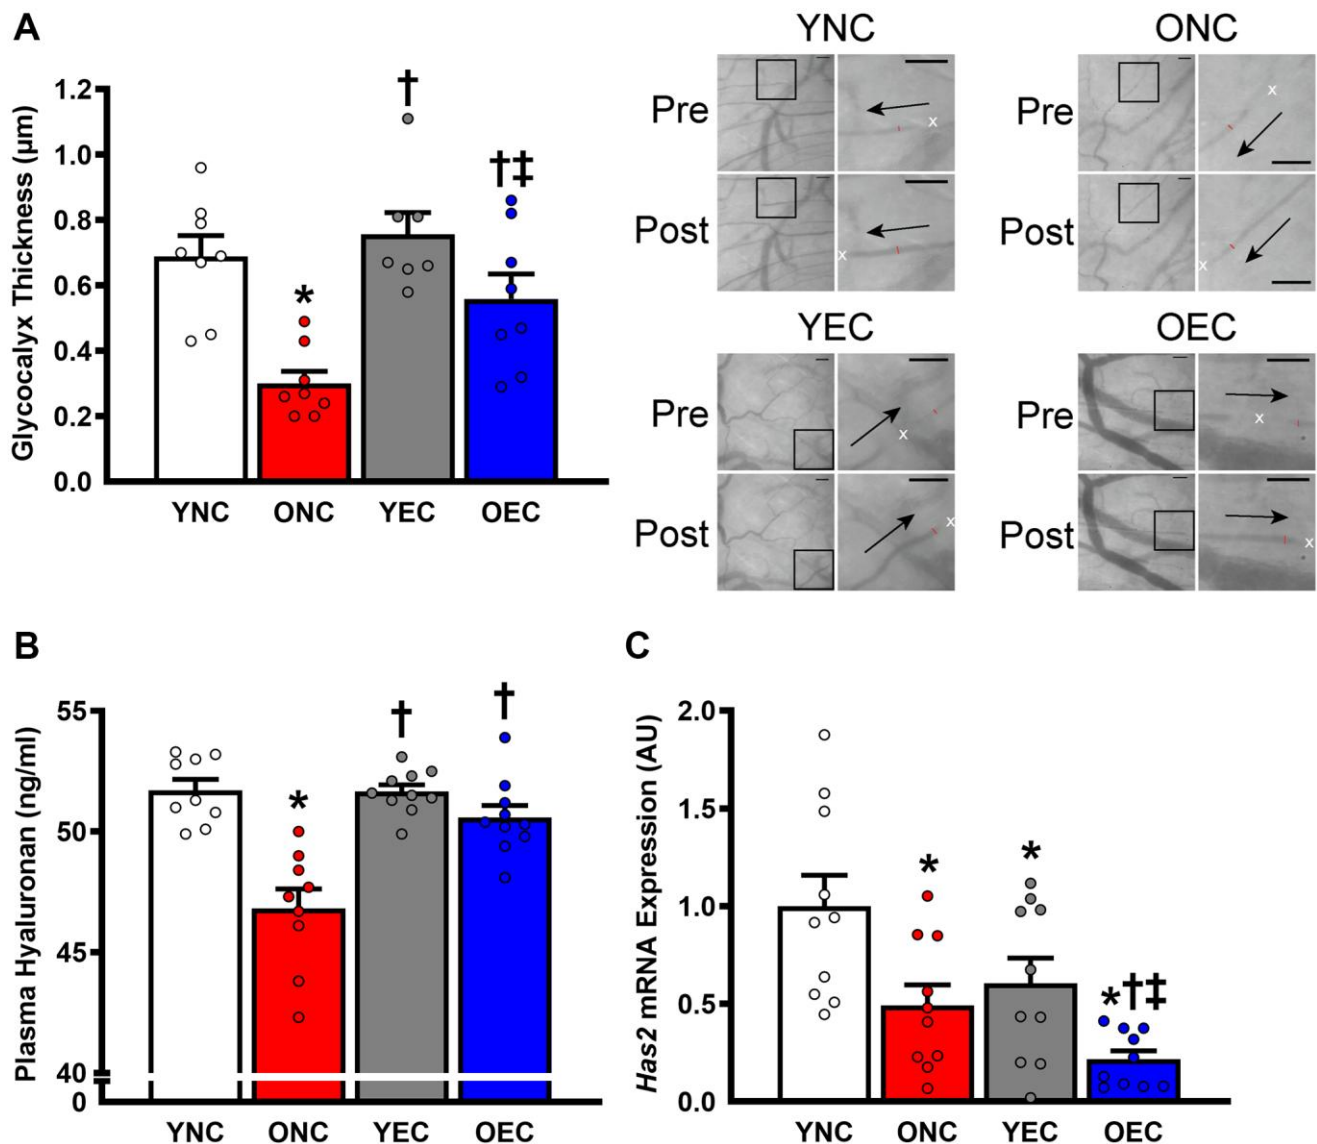 A
Glycocalyx Thickness (μm)
1.2
1.0
0.8
0.6
0.4
0.2
0.0
*
†
†‡
YNC ONC YEC OEC
YNC
Pre
x
Post
x
ONC
Pre
x
Post
x
YEC
Pre
x
Post
x
OEC
Pre
x
Post
x
B
Plasma Hyaluronan (ng/ml)
55
50
45
40
0
*
†
†
YNC ONC YEC OEC
C
Has2 mRNA Expression (AU)
2.0
1.5
1.0
0.5
0.0
*
*
*†‡
YNC ONC YEC OEC